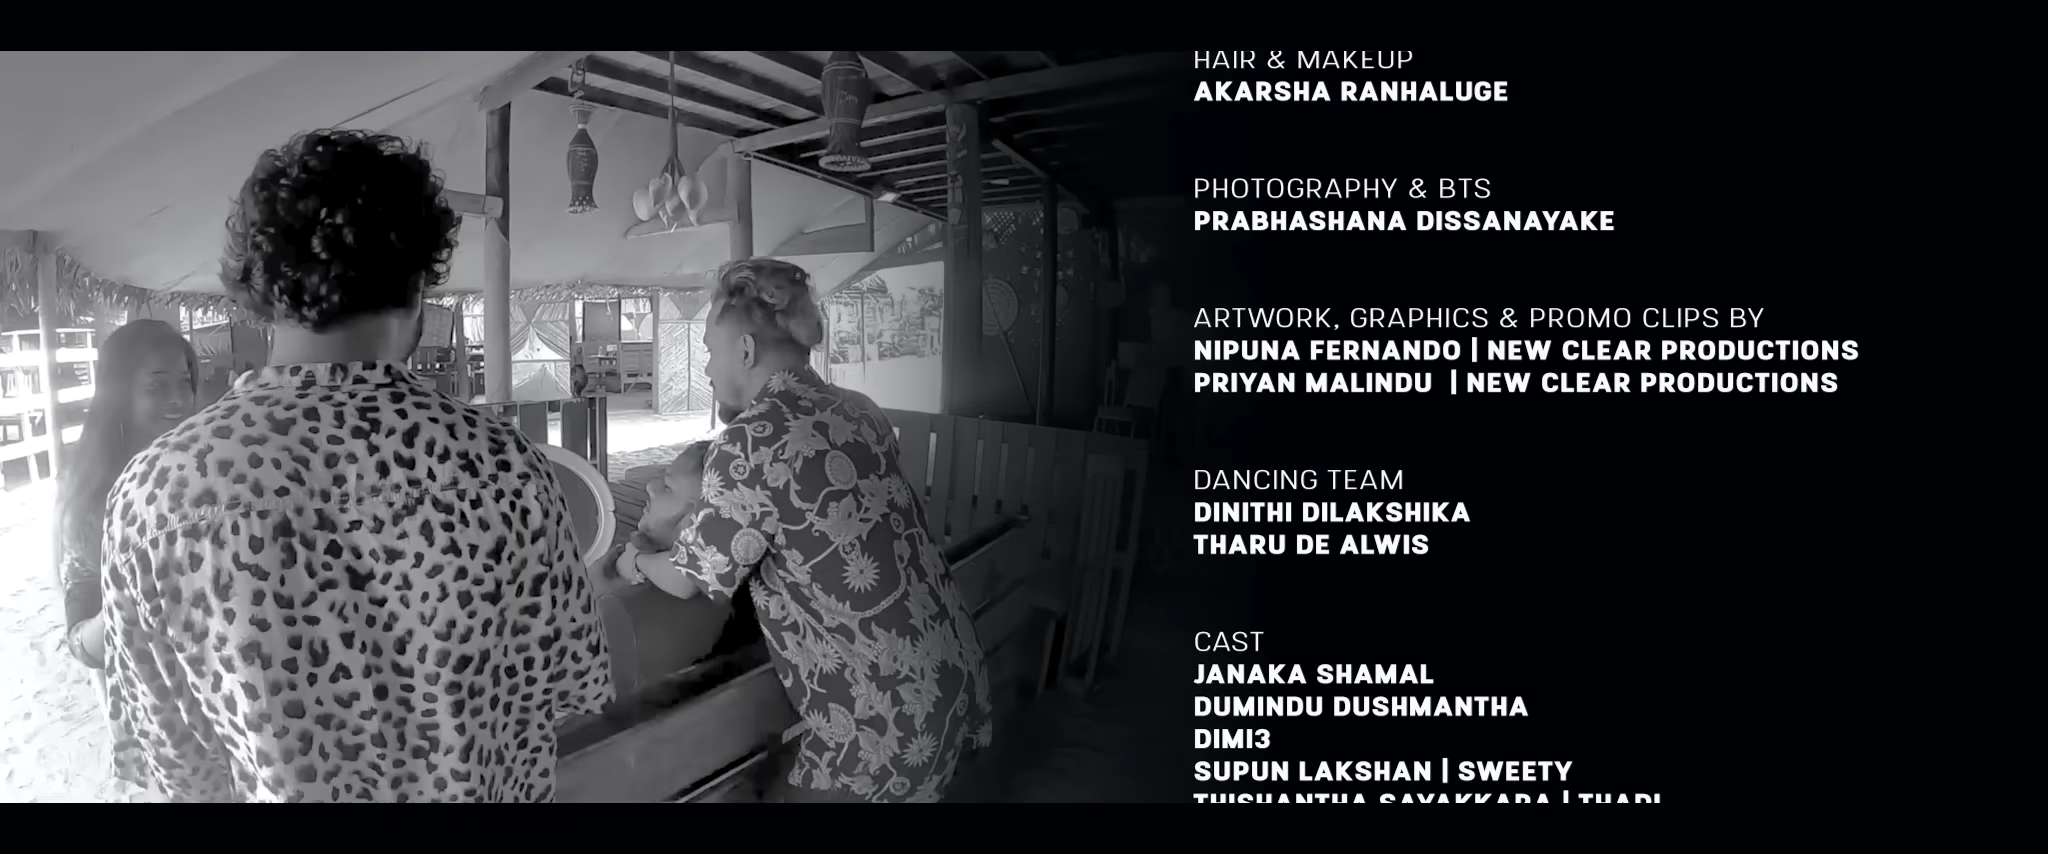 HAIR & MAKEUP
AKARSHA RANHALUGE
PHOTOGRAPHY & BTS
PRABHASHANA DISSANAYAKE
ARTWORK, GRAPHICS & PROMO CLIPS BY
NIPUNA FERNANDO | NEW CLEAR PRODUCTIONS
PRIYAN MALINDU | NEW CLEAR PRODUCTIONS
DANCING TEAM
DINITHI DILAKSHIKA
THARU DE ALWIS
CAST
JANAKA SHAMAL
DUMINDU DUSHMANTHA
DIMI3
SUPUN LAKSHAN | SWEETY